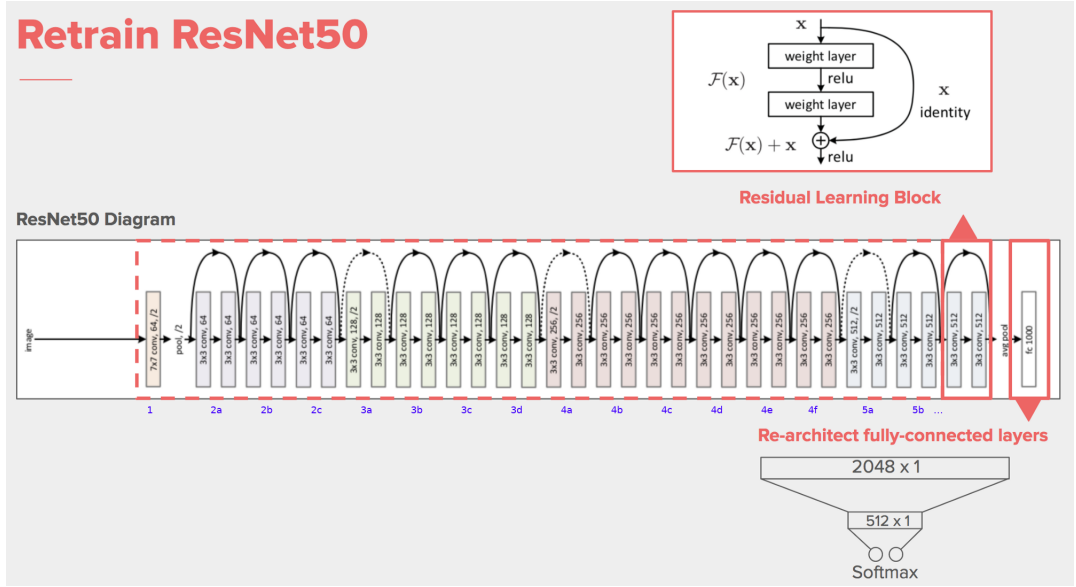 Retrain ResNet50
x
weight layer
relu
F(x)
weight layer
x
identity
F(x) + x
relu
Residual Learning Block
ResNet50 Diagram
image
7x7 conv, 64, /2
pool, /2
3x3 conv, 64
3x3 conv, 64
3x3 conv, 64
3x3 conv, 64
3x3 conv, 64
3x3 conv, 64
3x3 conv, 128, /2
3x3 conv, 128
3x3 conv, 128
3x3 conv, 128
3x3 conv, 128
3x3 conv, 128
3x3 conv, 128
3x3 conv, 128
3x3 conv, 256, /2
3x3 conv, 256
3x3 conv, 256
3x3 conv, 256
3x3 conv, 256
3x3 conv, 256
3x3 conv, 256
3x3 conv, 256
3x3 conv, 256
3x3 conv, 256
3x3 conv, 256
3x3 conv, 256
3x3 conv, 512, /2
3x3 conv, 512
3x3 conv, 512
3x3 conv, 512
3x3 conv, 512
3x3 conv, 512
avg pool
fc 1000
1 2a 2b 2c 3a 3b 3c 3d 4a 4b 4c 4d 4e 4f 5a 5b ...
Re-architect fully-connected layers
2048 x 1
512 x 1
Softmax